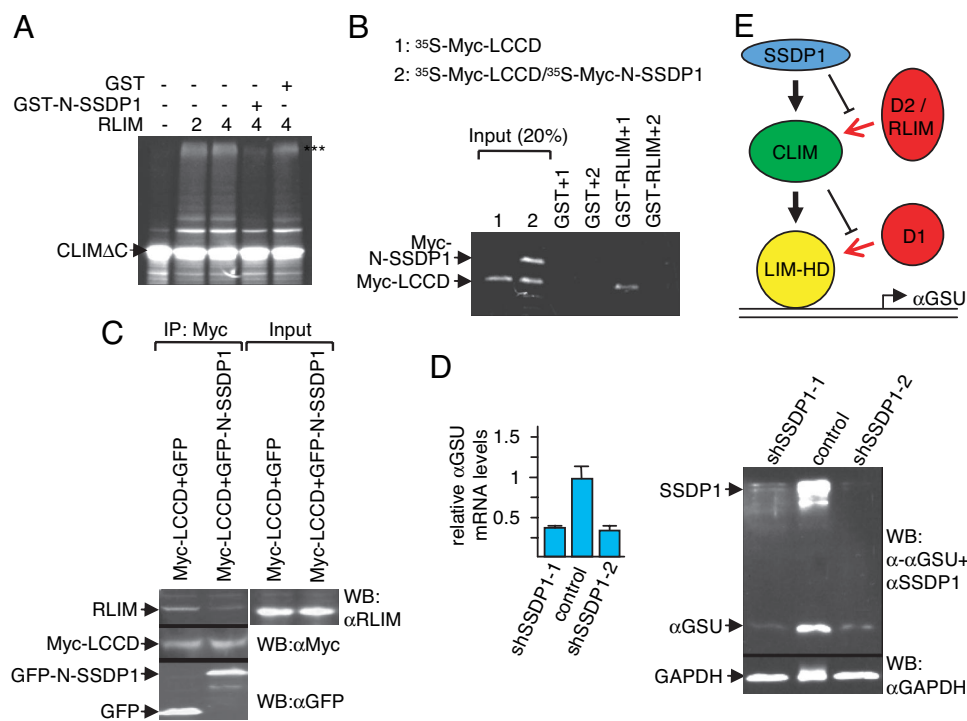 A
GST - - - - +
GST-N-SSDP1 - - - + -
RLIM - 2 4 4 4
***
CLIMΔC
B
1: ³⁵S-Myc-LCCD
2: ³⁵S-Myc-LCCD/³⁵S-Myc-N-SSDP1
Input (20%)
1
2
GST+1
GST+2
GST-RLIM+1
GST-RLIM+2
Myc-
N-SSDP1
Myc-LCCD
C
IP: Myc
Input
Myc-LCCD+GFP
Myc-LCCD+GFP-N-SSDP1
Myc-LCCD+GFP
Myc-LCCD+GFP-N-SSDP1
RLIM
WB:
αRLIM
Myc-LCCD
WB:αMyc
GFP-N-SSDP1
WB:αGFP
GFP
D
relative αGSU
mRNA levels
1.5
1
0.5
shSSDP1-1
control
shSSDP1-2
shSSDP1-1
control
shSSDP1-2
SSDP1
WB:
α-αGSU+
αSSDP1
αGSU
GAPDH
WB:
αGAPDH
E
SSDP1
D2 /
RLIM
CLIM
D1
LIM-HD
αGSU